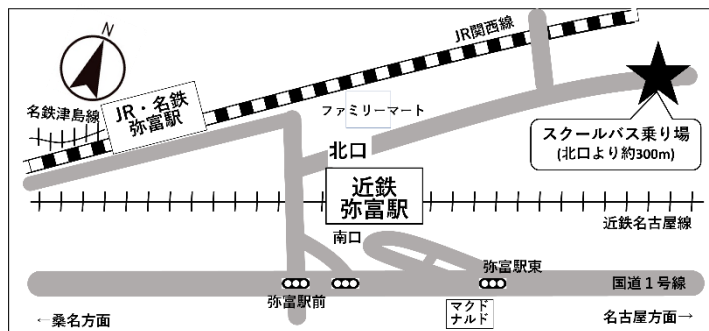 N
JR関西線
名鉄津島線
JR・名鉄
弥富駅
ファミリーマート
スクールバス乗り場
(北口より約300m)
北口
近鉄
弥富駅
近鉄名古屋線
南口
弥富駅東
国道1号線
弥富駅前
マクド
ナルド
←桑名方面
名古屋方面→